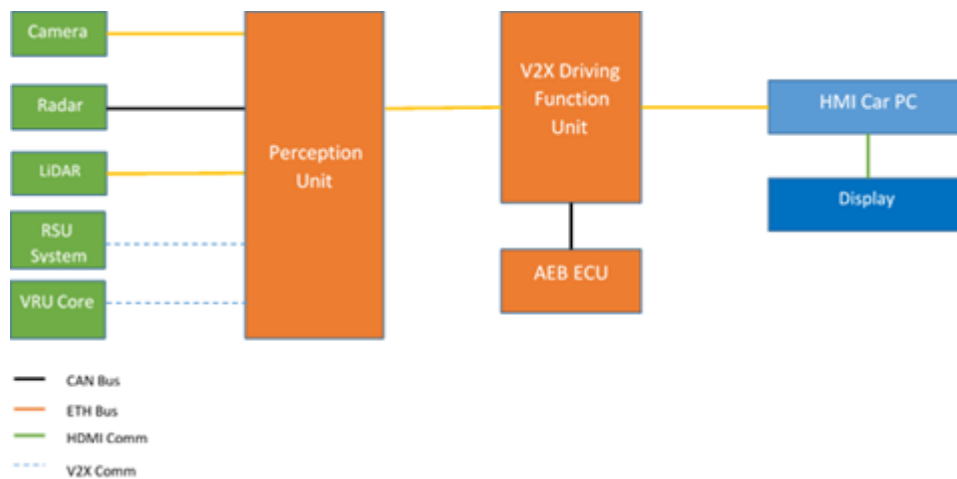 Camera
Radar
LiDAR
RSU
System
VRU Core
Perception
Unit
V2X Driving
Function
Unit
AEB ECU
HMI Car PC
Display
CAN Bus
ETH Bus
HDMI Comm
V2X Comm